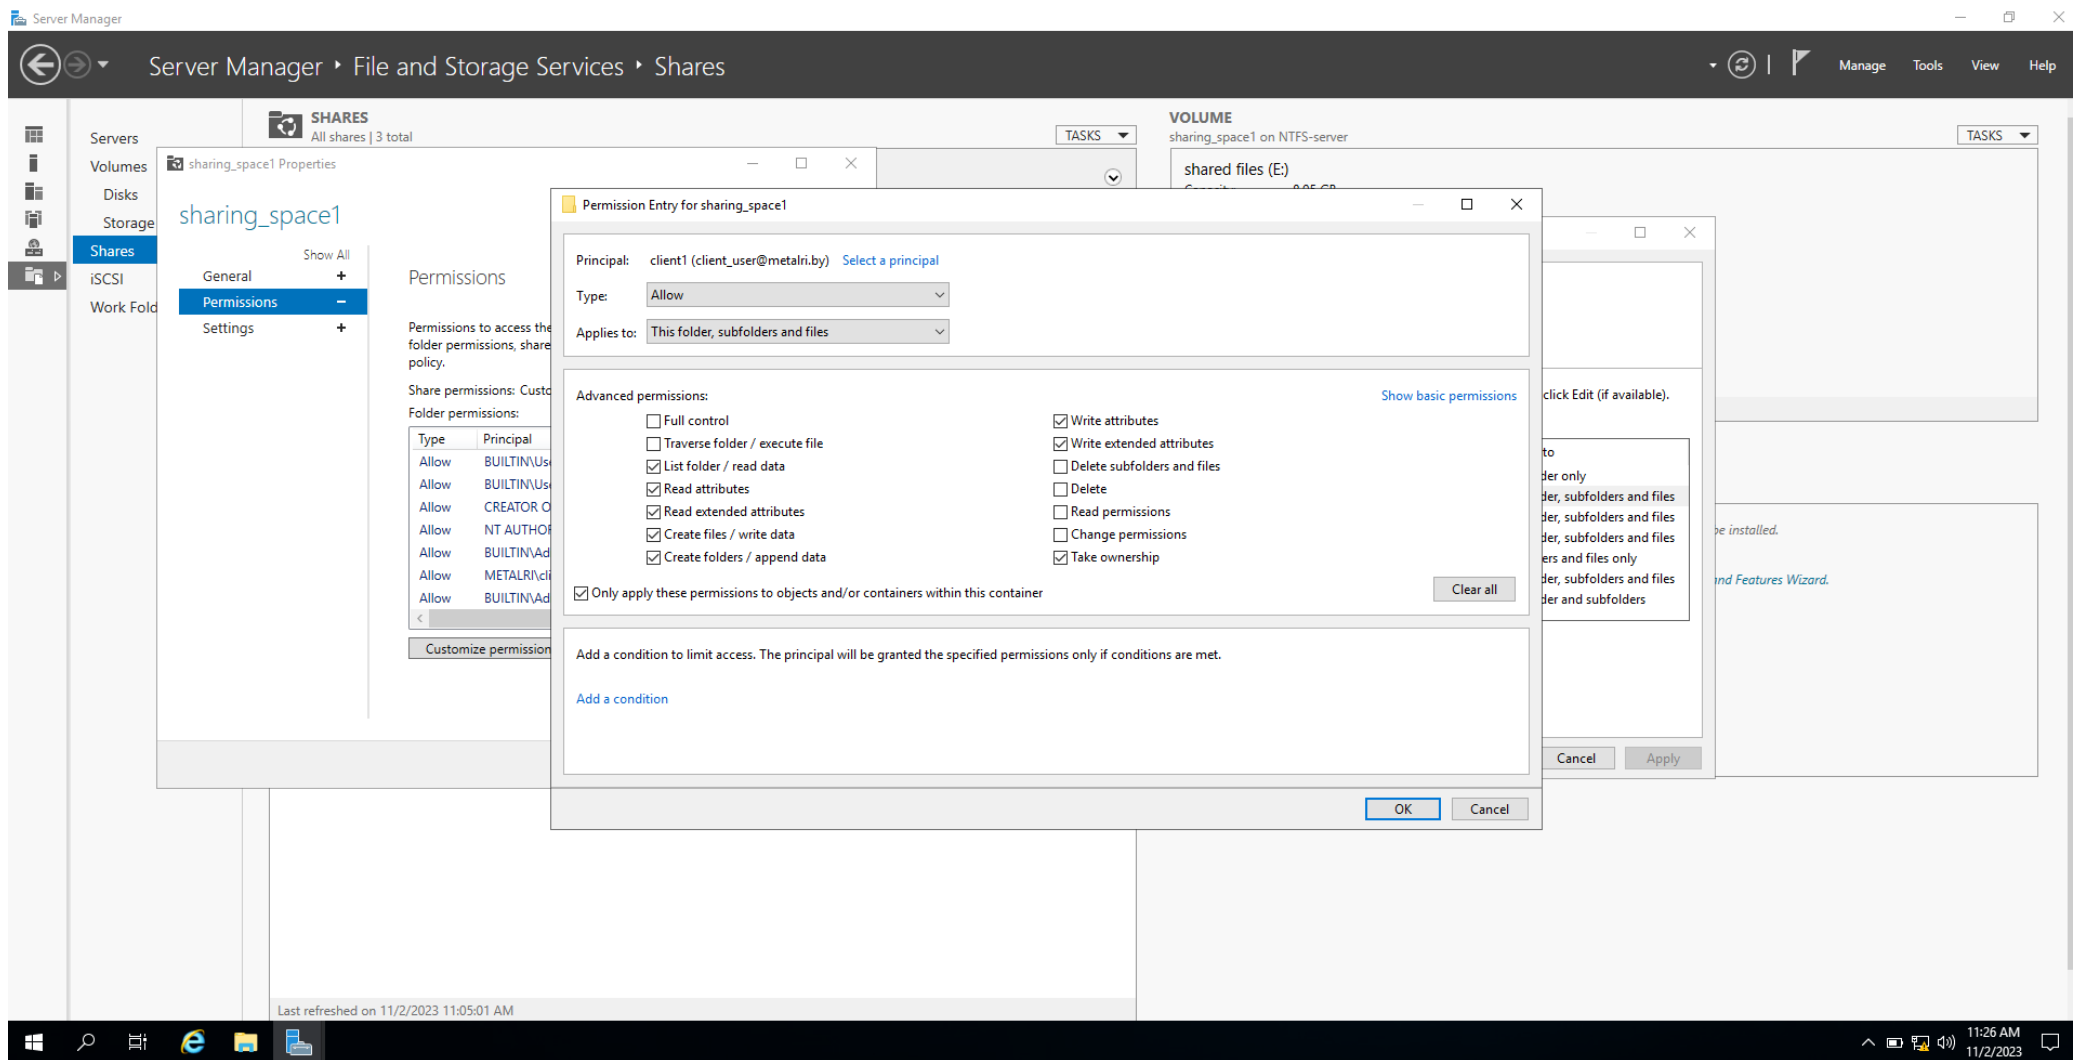 Server Manager
Server Manager ‣ File and Storage Services ‣ Shares
Manage Tools View Help
Servers
Volumes
Disks
Storage
Shares
iSCSI
Work Fold
SHARES
All shares | 3 total
TASKS
VOLUME
sharing_space1 on NTFS-server
TASKS
shared files (E:)
sharing_space1 Properties
sharing_space1
Show All
General +
Permissions −
Settings +
Permissions
Permissions to access the
folder permissions, share
policy.
Share permissions: Custo
Folder permissions:
Type Principal
Allow BUILTIN\Use
Allow BUILTIN\Use
Allow CREATOR O
Allow NT AUTHOR
Allow BUILTIN\Ad
Allow METALRI\cli
Allow BUILTIN\Ad
Customize permission
Permission Entry for sharing_space1
Principal: client1 (client_user@metalri.by) Select a principal
Type: Allow
Applies to: This folder, subfolders and files
Advanced permissions: Show basic permissions
Full control
Traverse folder / execute file
List folder / read data
Read attributes
Read extended attributes
Create files / write data
Create folders / append data
Write attributes
Write extended attributes
Delete subfolders and files
Delete
Read permissions
Change permissions
Take ownership
Only apply these permissions to objects and/or containers within this container
Clear all
Add a condition to limit access. The principal will be granted the specified permissions only if conditions are met.
Add a condition
OK Cancel
click Edit (if available).
to
der only
der, subfolders and files
der, subfolders and files
der, subfolders and files
ers and files only
der, subfolders and files
der and subfolders
Cancel Apply
be installed.
and Features Wizard.
Last refreshed on 11/2/2023 11:05:01 AM
11:26 AM
11/2/2023